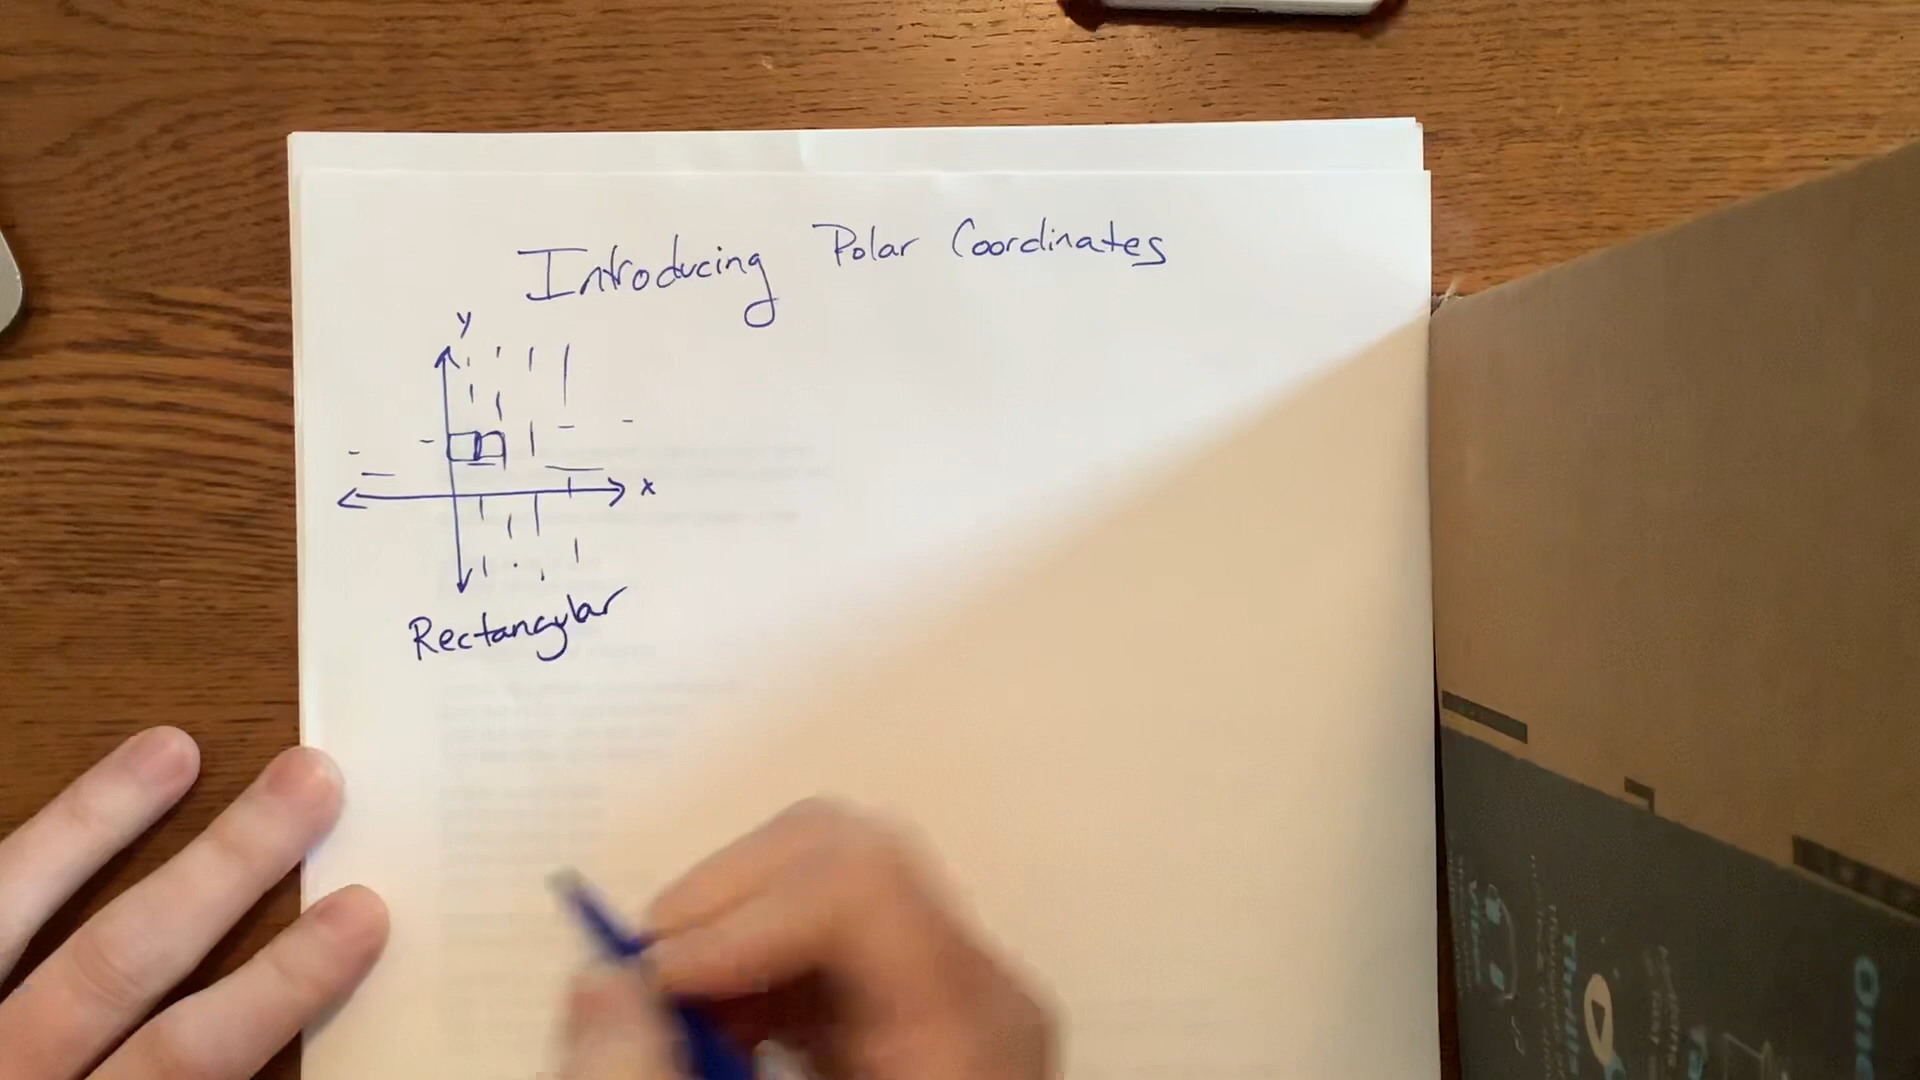 Introducing Polar Coordinates
y
x
Rectangular